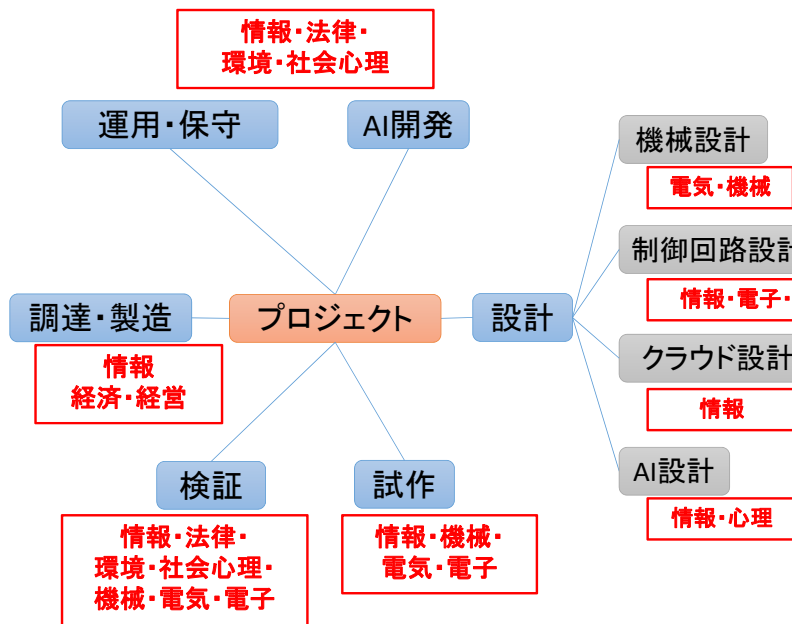 情報・法律・
環境・社会心理
運用・保守
AI開発
機械設計
電気・機械
制御回路設計
情報・電子・
調達・製造
プロジェクト
設計
情報
経済・経営
クラウド設計
情報
AI設計
情報・心理
検証
試作
情報・法律・
環境・社会心理・
機械・電気・電子
情報・機械・
電気・電子